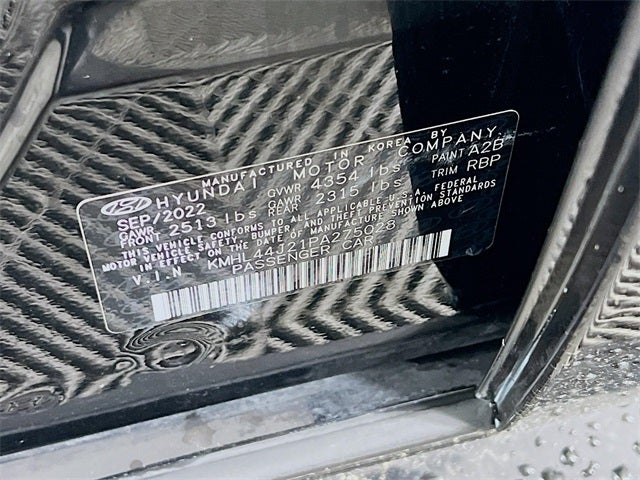 MANUFACTURED IN KOREA BY
HYUNDAI MOTOR COMPANY.
SEP/2022 GVWR 4354 lbs PAINT A2B
GAWR FRONT 2513 lbs GAWR REAR 2315 lbs TRIM RBP
THIS VEHICLE CONFORMS TO ALL APPLICABLE U.S.A. FEDERAL
MOTOR VEHICLE SAFETY, BUMPER AND THEFT PREVENTION STANDARDS
IN EFFECT ON THE DATE OF MANUFACTURE SHOWN ABOVE
V.I.N KMHL44J21PA275028
PASSENGER CAR